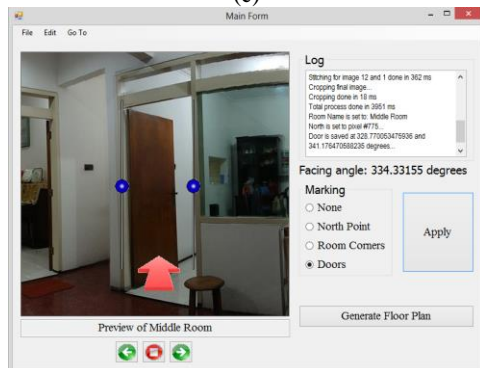 (c)
Main Form
File Edit Go To
Log
Stitching for image 12 and 1 done in 362 ms
Cropping final image...
Cropping done in 18 ms
Total process done in 3951 ms
Room Name is set to: Middle Room
North is set to pixel #775...
Door is saved at 328.770053475936 and
341.176470588235 degrees...
Facing angle: 334.33155 degrees
Marking
None
North Point
Room Corners
Doors
Apply
Generate Floor Plan
Preview of Middle Room